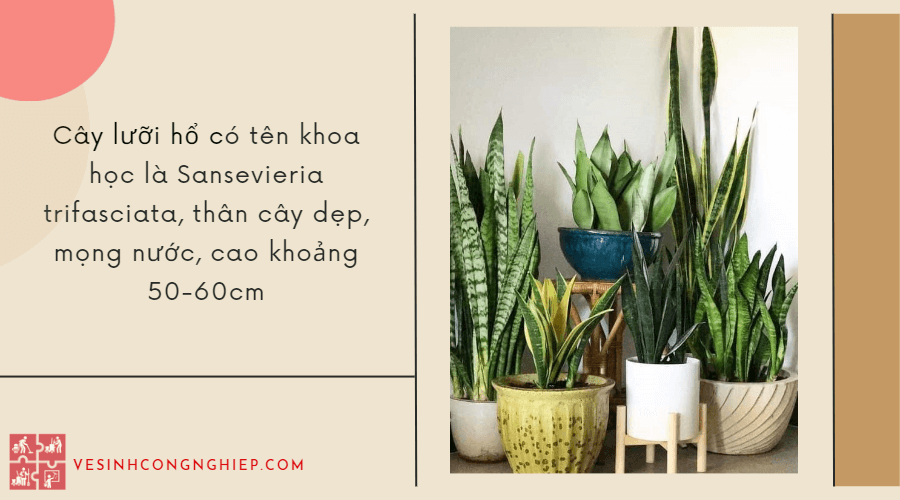 Cây lưỡi hổ có tên khoa
học là Sansevieria
trifasciata, thân cây dẹp,
mọng nước, cao khoảng
50-60cm
VESINHCONGNGHIEP.COM